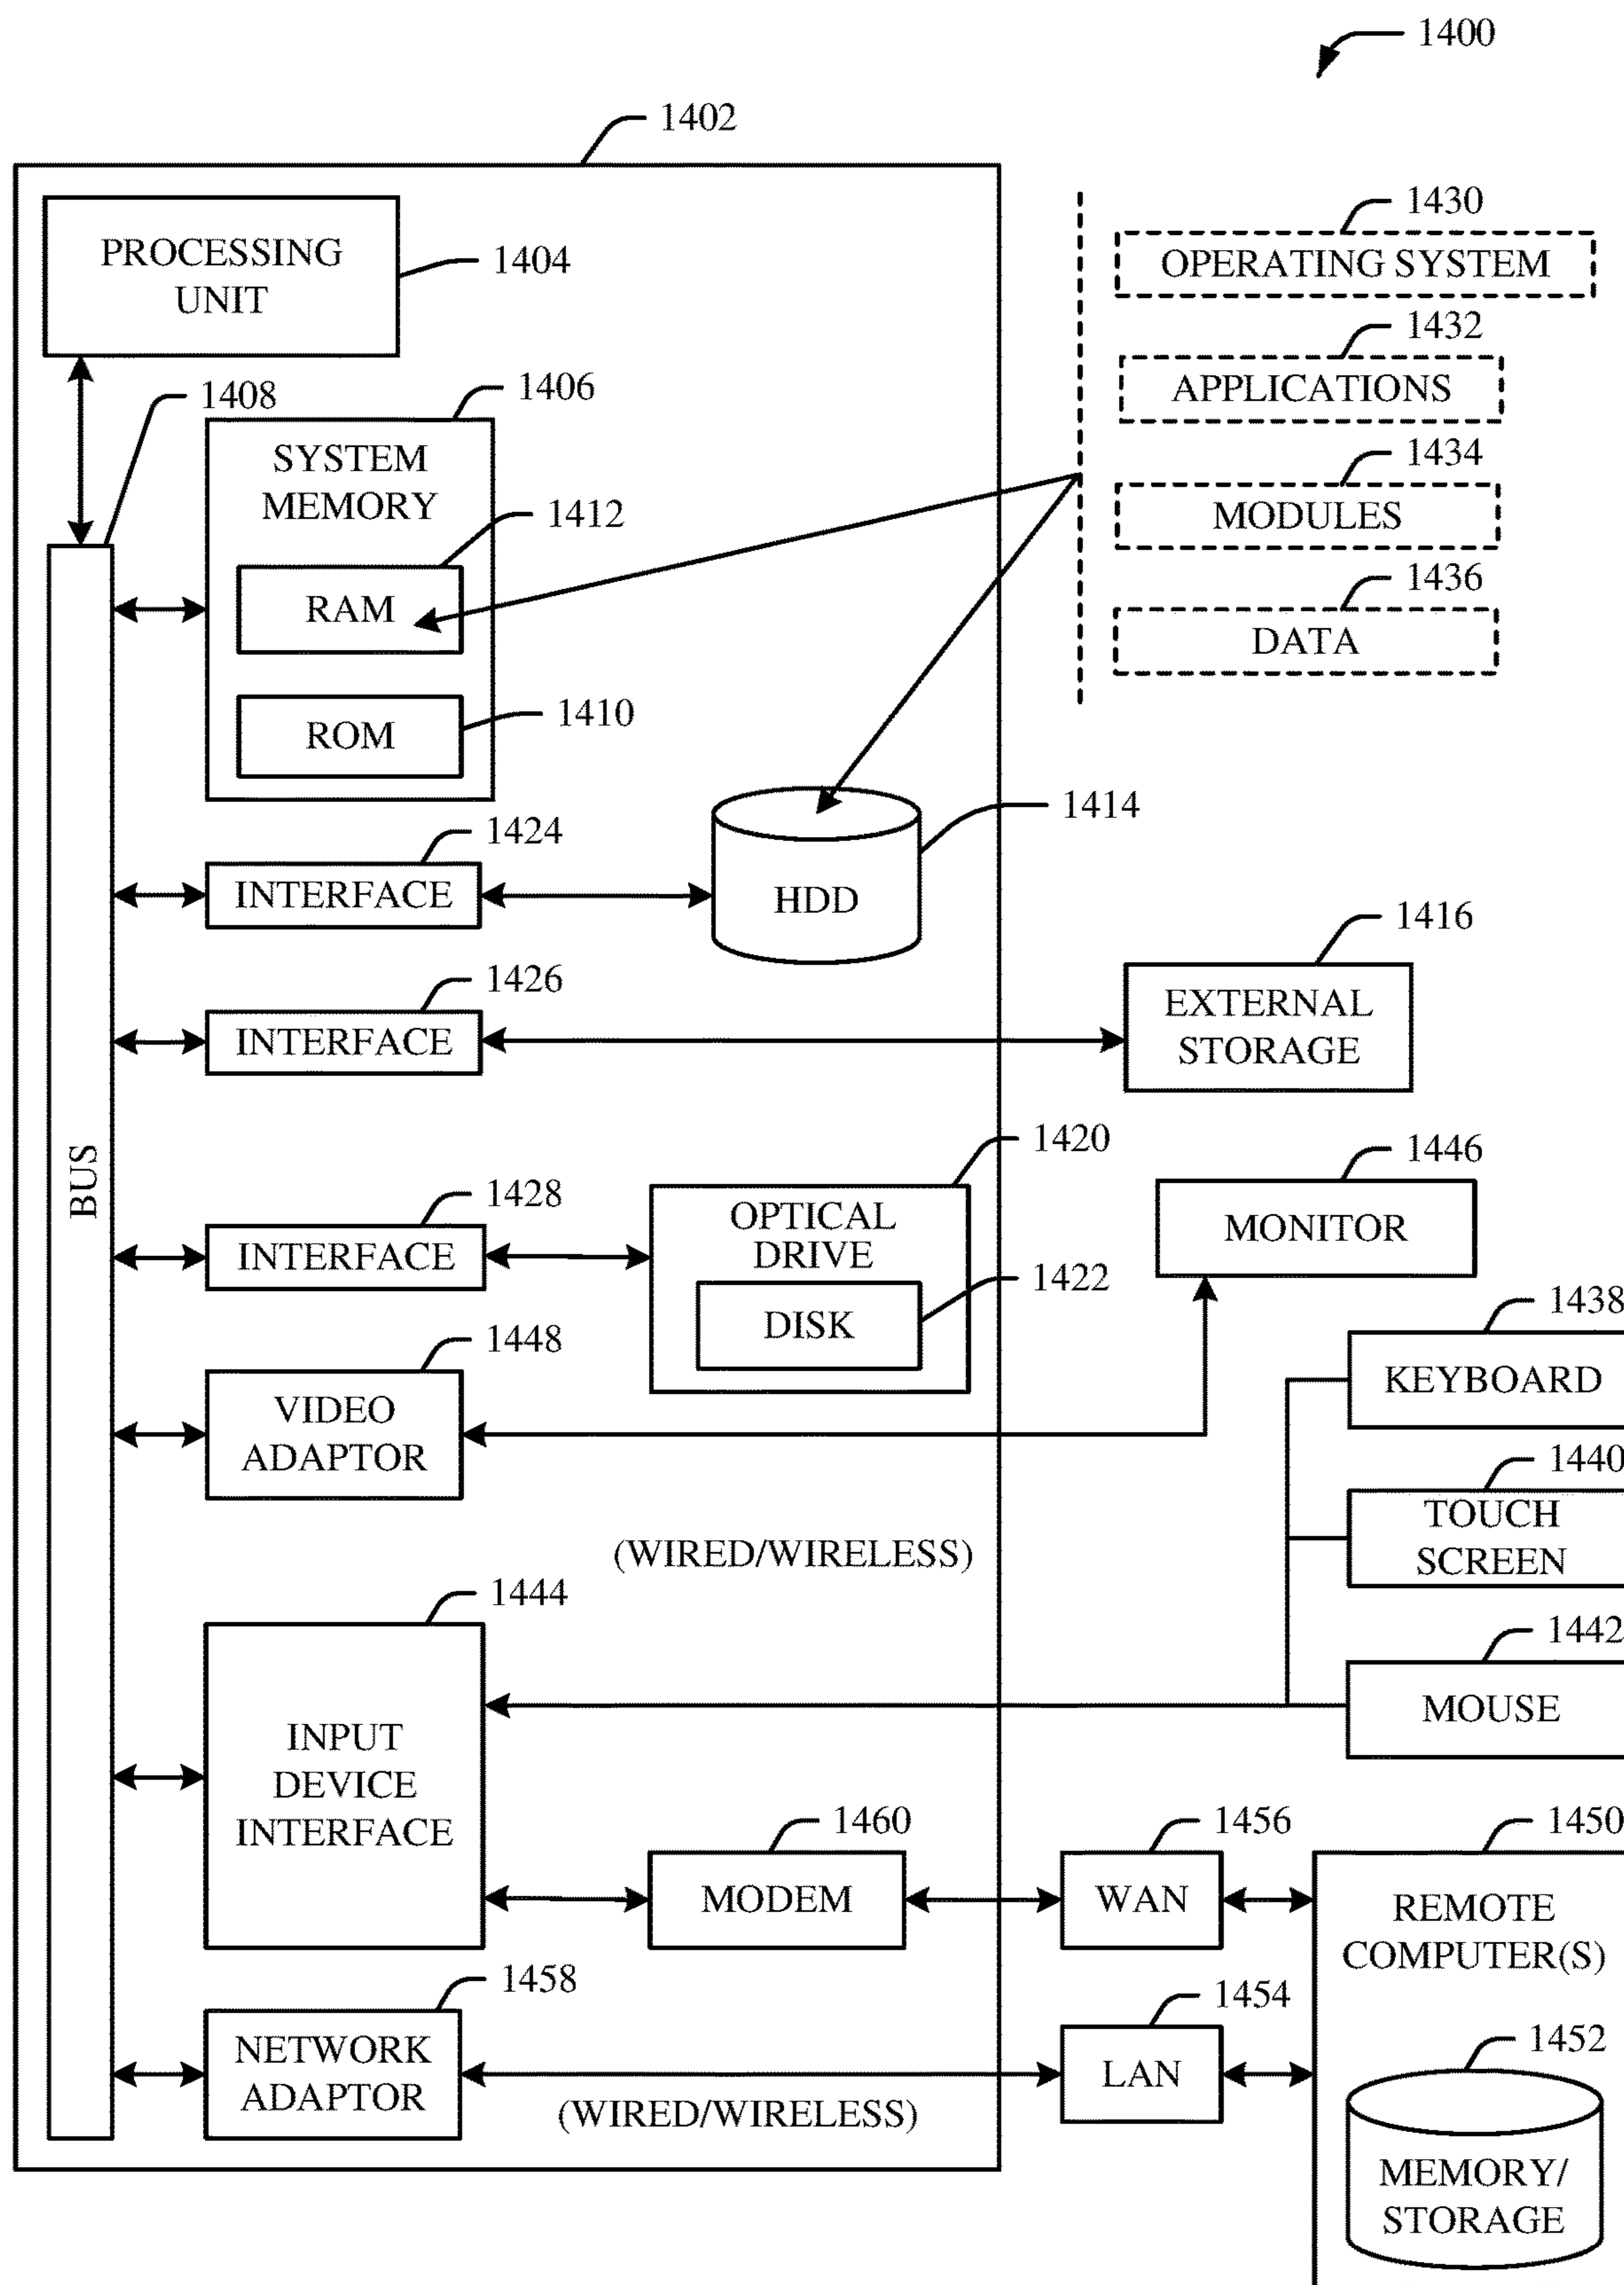 1400
1402
PROCESSING
UNIT
1404
1430
OPERATING SYSTEM
1432
APPLICATIONS
1434
MODULES
1436
DATA
1408
1406
SYSTEM
MEMORY
1412
RAM
1410
ROM
1414
HDD
1424
INTERFACE
1416
EXTERNAL
STORAGE
1426
INTERFACE
BUS
1420
OPTICAL
DRIVE
1422
DISK
1428
INTERFACE
1446
MONITOR
1448
VIDEO
ADAPTOR
1438
KEYBOARD
1440
TOUCH
SCREEN
1442
MOUSE
(WIRED/WIRELESS)
1444
INPUT
DEVICE
INTERFACE
1460
MODEM
1456
WAN
1450
REMOTE
COMPUTER(S)
1458
NETWORK
ADAPTOR
(WIRED/WIRELESS)
1454
LAN
1452
MEMORY/
STORAGE